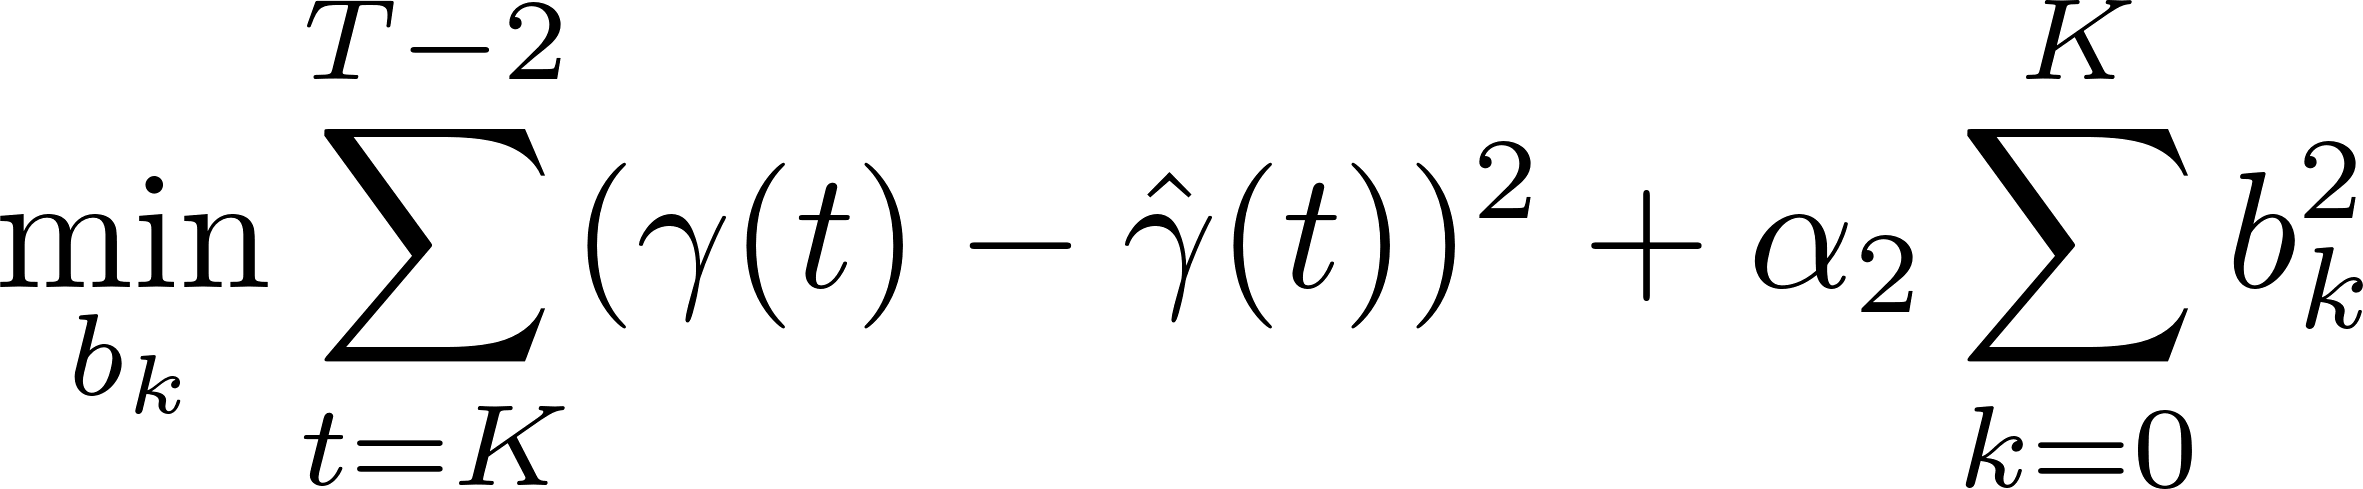 \min_{b_k} \sum_{t=K}^{T-2} (\gamma(t) - \hat{\gamma}(t))^2 + \alpha_2 \sum_{k=0}^{K} b_k^2